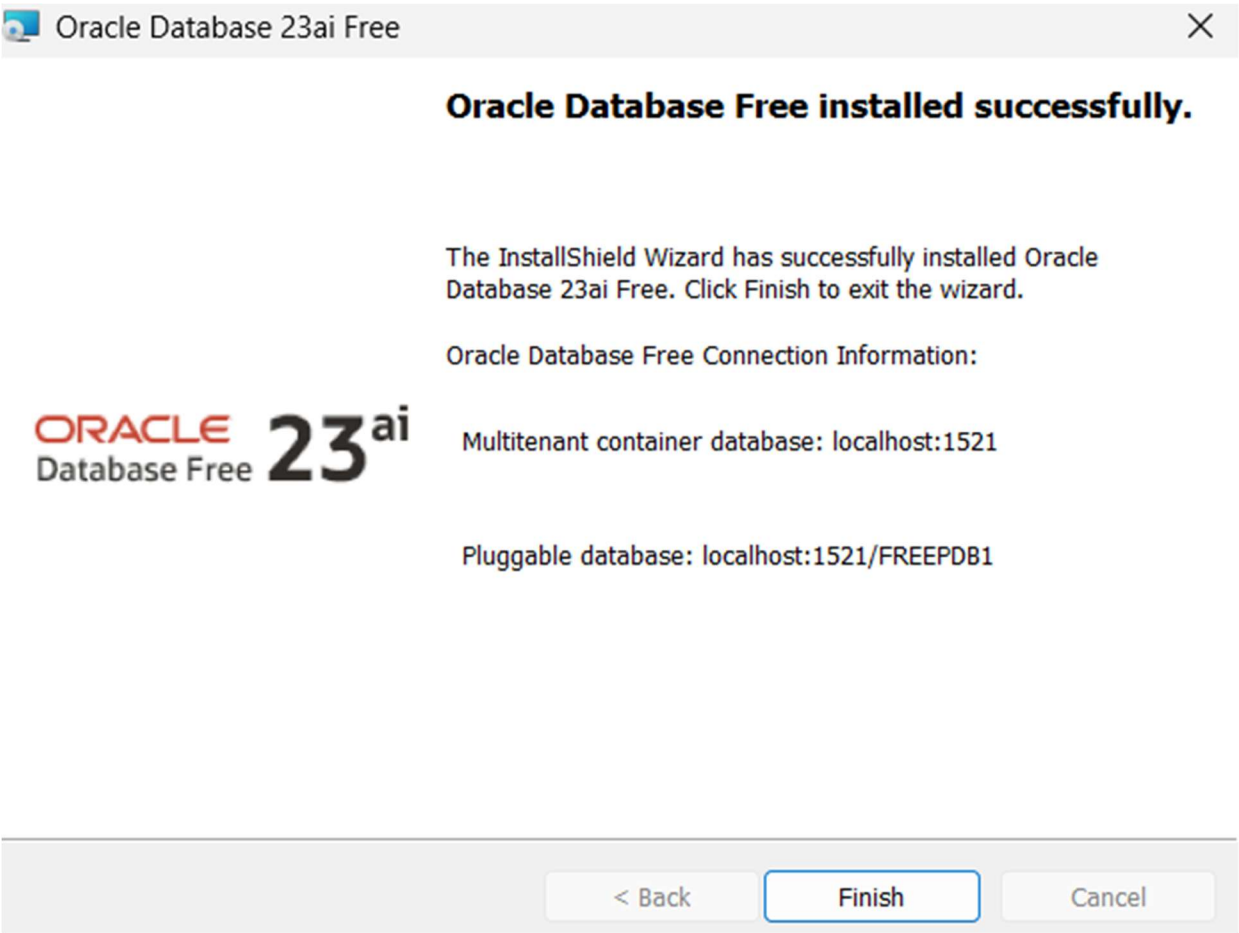 Oracle Database 23ai Free
Oracle Database Free installed successfully.
The InstallShield Wizard has successfully installed Oracle
Database 23ai Free. Click Finish to exit the wizard.
Oracle Database Free Connection Information:
ORACLE
Database Free 23ai
Multitenant container database: localhost:1521
Pluggable database: localhost:1521/FREEPDB1
< Back
Finish
Cancel